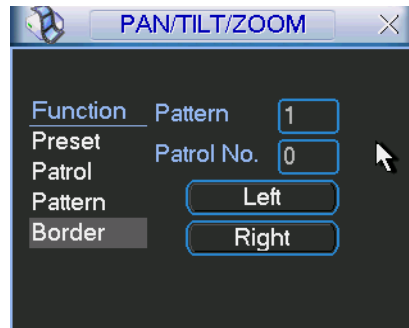 PAN/TILT/ZOOM
Function
Preset
Patrol
Pattern
Border
Pattern 1
Patrol No. 0
Left
Right